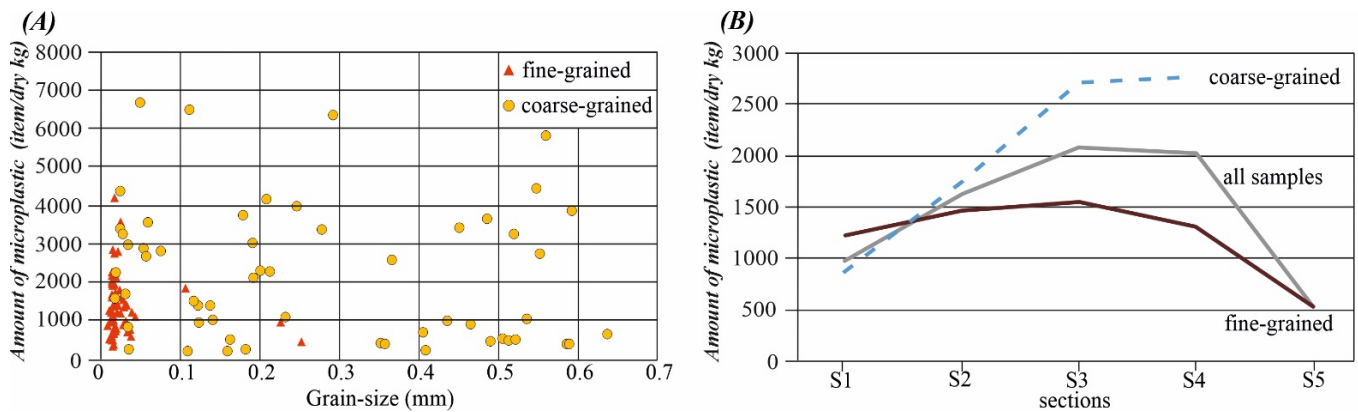 (A)
Amount of microplastic (item/dry kg)
8000
7000
6000
5000
4000
3000
2000
1000
0
fine-grained
coarse-grained
0 0.1 0.2 0.3 0.4 0.5 0.6 0.7
Grain-size (mm)
(B)
Amount of microplastic (item/dry kg)
3000
2500
2000
1500
1000
500
0
coarse-grained
all samples
fine-grained
S1 S2 S3 S4 S5
sections